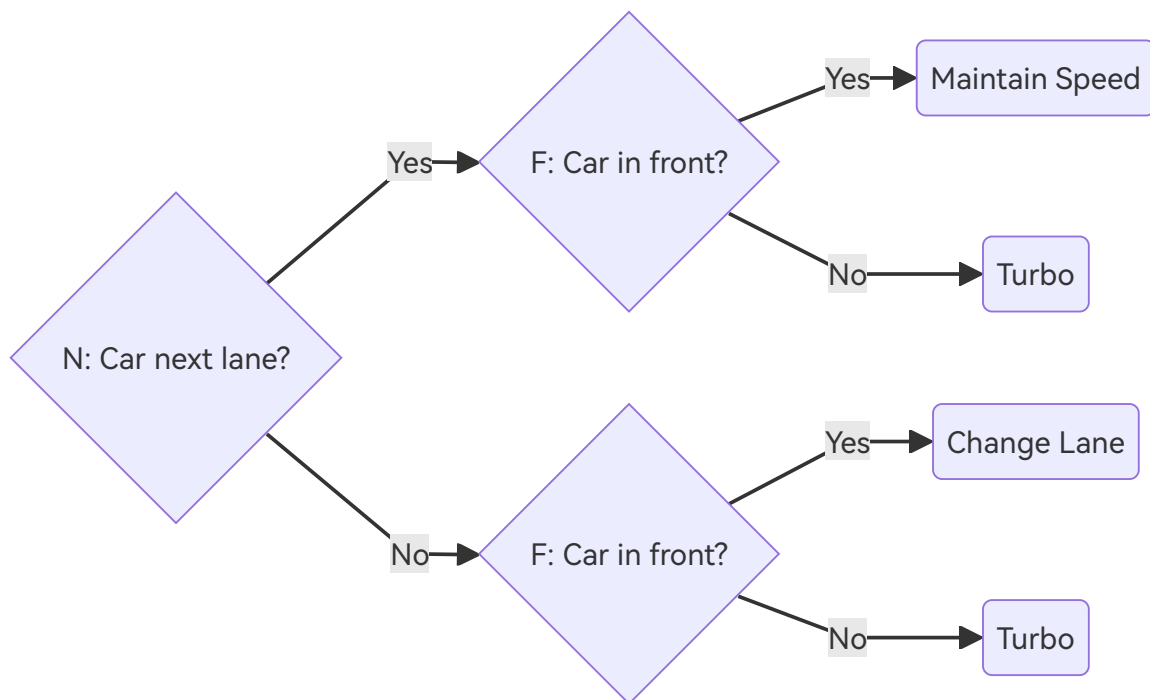 N: Car next lane?
Yes
F: Car in front?
Yes
Maintain Speed
No
Turbo
No
F: Car in front?
Yes
Change Lane
No
Turbo